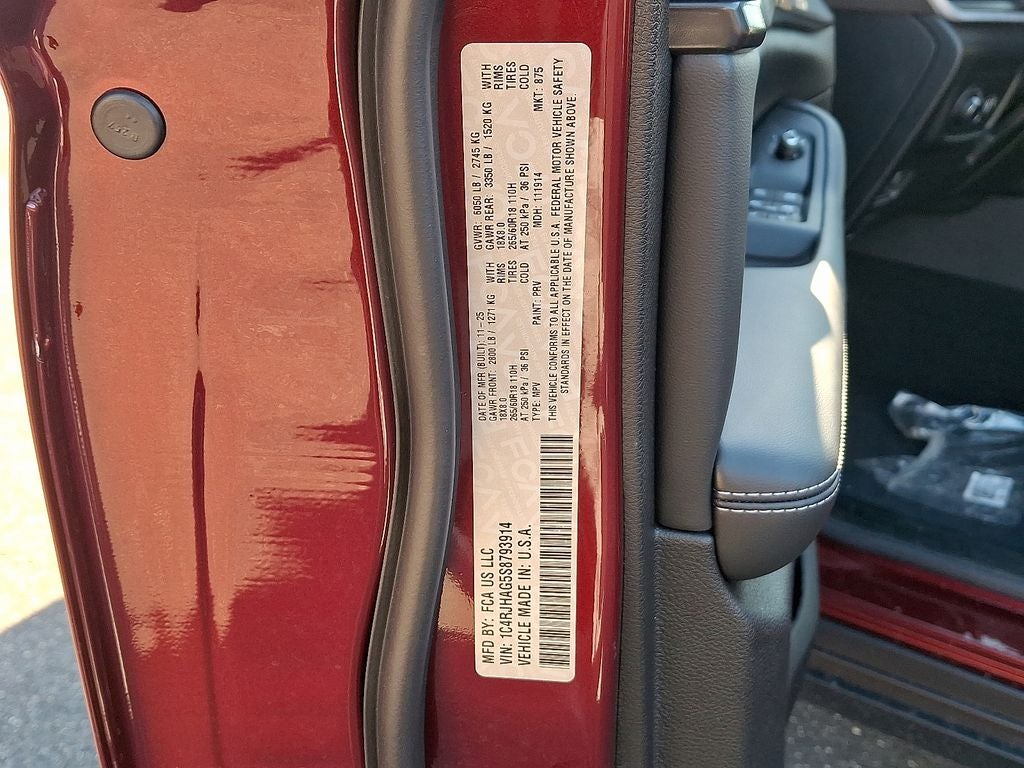 MFD BY: FCA US LLC
VIN: 1C4RJHAG5S8793914
VEHICLE MADE IN: U.S.A.
DATE OF MFR (BUILT): 11-25
GAWR FRONT: 2800 LB / 1271 KG WITH
18X8.0 RIMS
265/60R18 110H TIRES
AT 250 kPa / 36 PSI COLD
TYPE: MPV PAINT: PRV
GVWR: 6050 LB / 2745 KG
GAWR REAR: 3350 LB / 1520 KG WITH
18X8.0 RIMS
265/60R18 110H TIRES
AT 250 kPa / 36 PSI COLD
MDH: 111914 MKT: 875
THIS VEHICLE CONFORMS TO ALL APPLICABLE U.S.A. FEDERAL MOTOR VEHICLE SAFETY
STANDARDS IN EFFECT ON THE DATE OF MANUFACTURE SHOWN ABOVE.